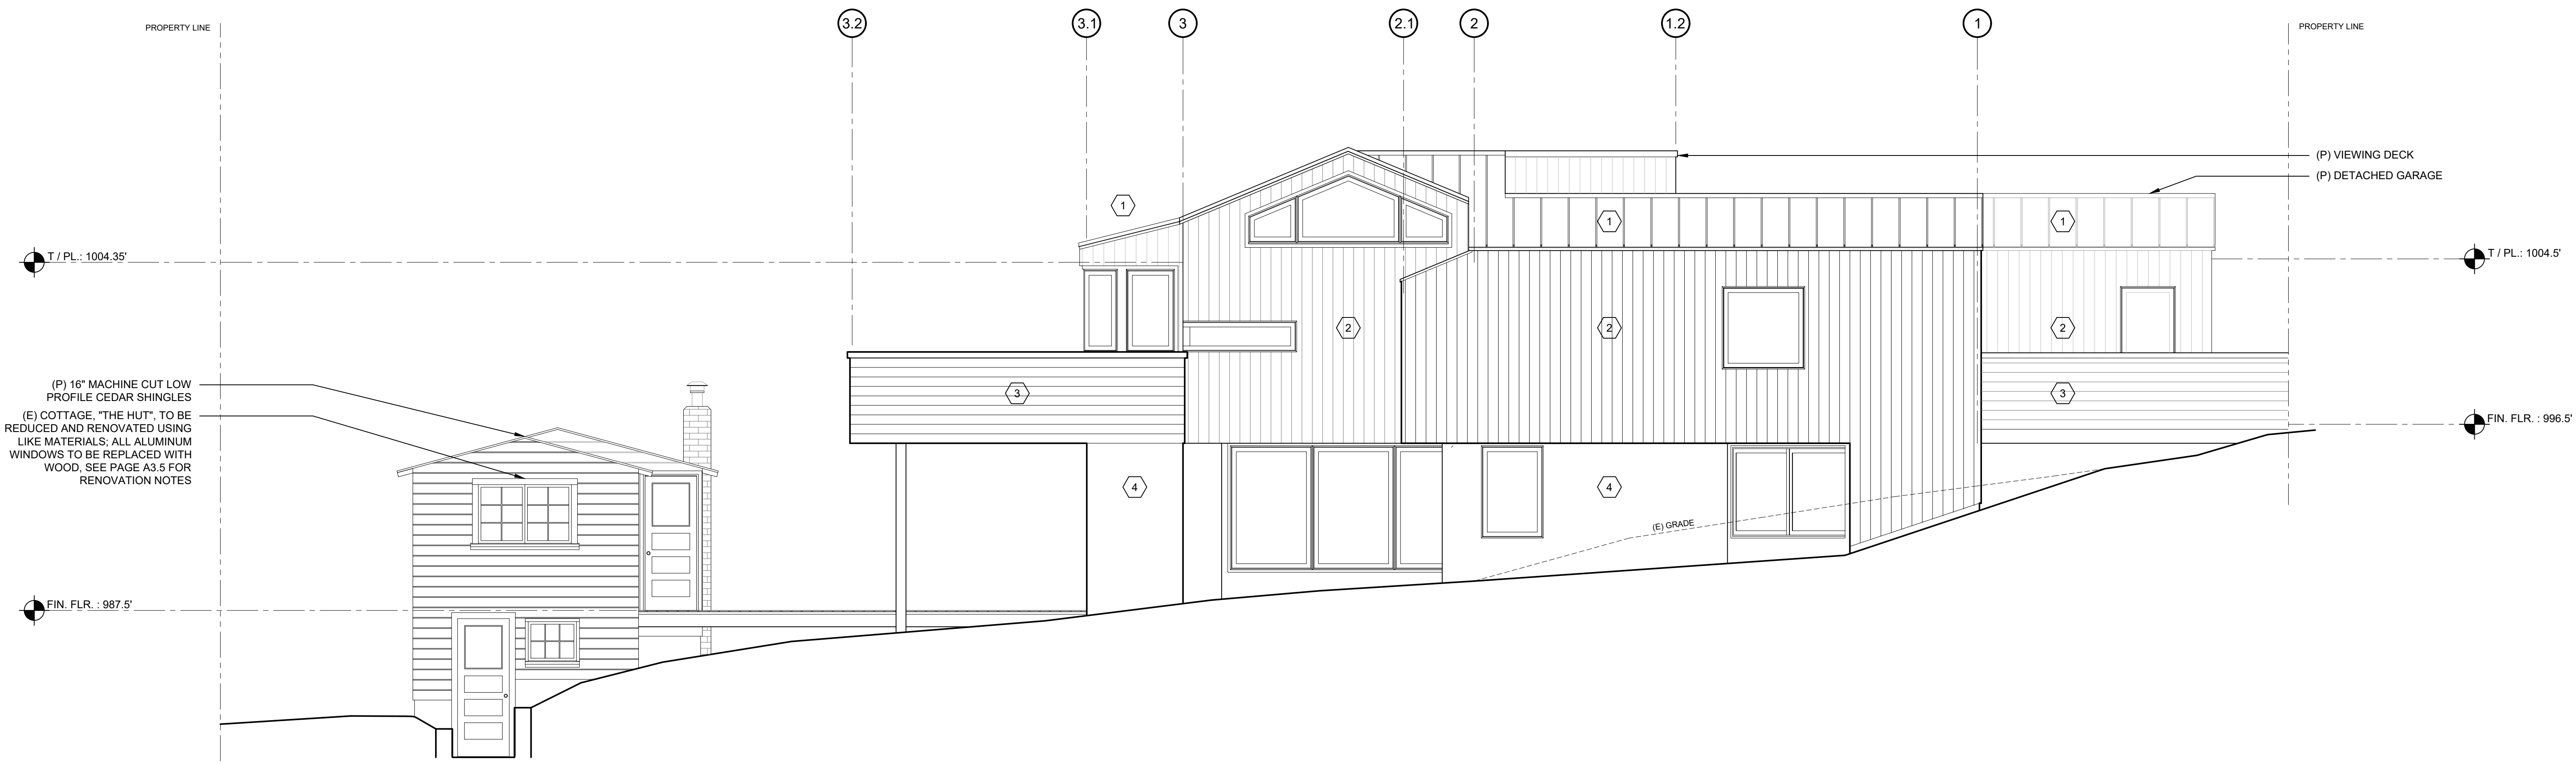 PROPERTY LINE
3.2
3.1
3
2.1
2
1.2
1
PROPERTY LINE
(P) VIEWING DECK
(P) DETACHED GARAGE
1
1
1
T / PL.: 1004.35'
T / PL.: 1004.5'
2
2
2
(P) 16" MACHINE CUT LOW
PROFILE CEDAR SHINGLES
3
3
(E) COTTAGE, "THE HUT", TO BE
REDUCED AND RENOVATED USING
LIKE MATERIALS; ALL ALUMINUM
WINDOWS TO BE REPLACED WITH
WOOD, SEE PAGE A3.5 FOR
RENOVATION NOTES
FIN. FLR. : 996.5'
4
4
(E) GRADE
FIN. FLR. : 987.5'